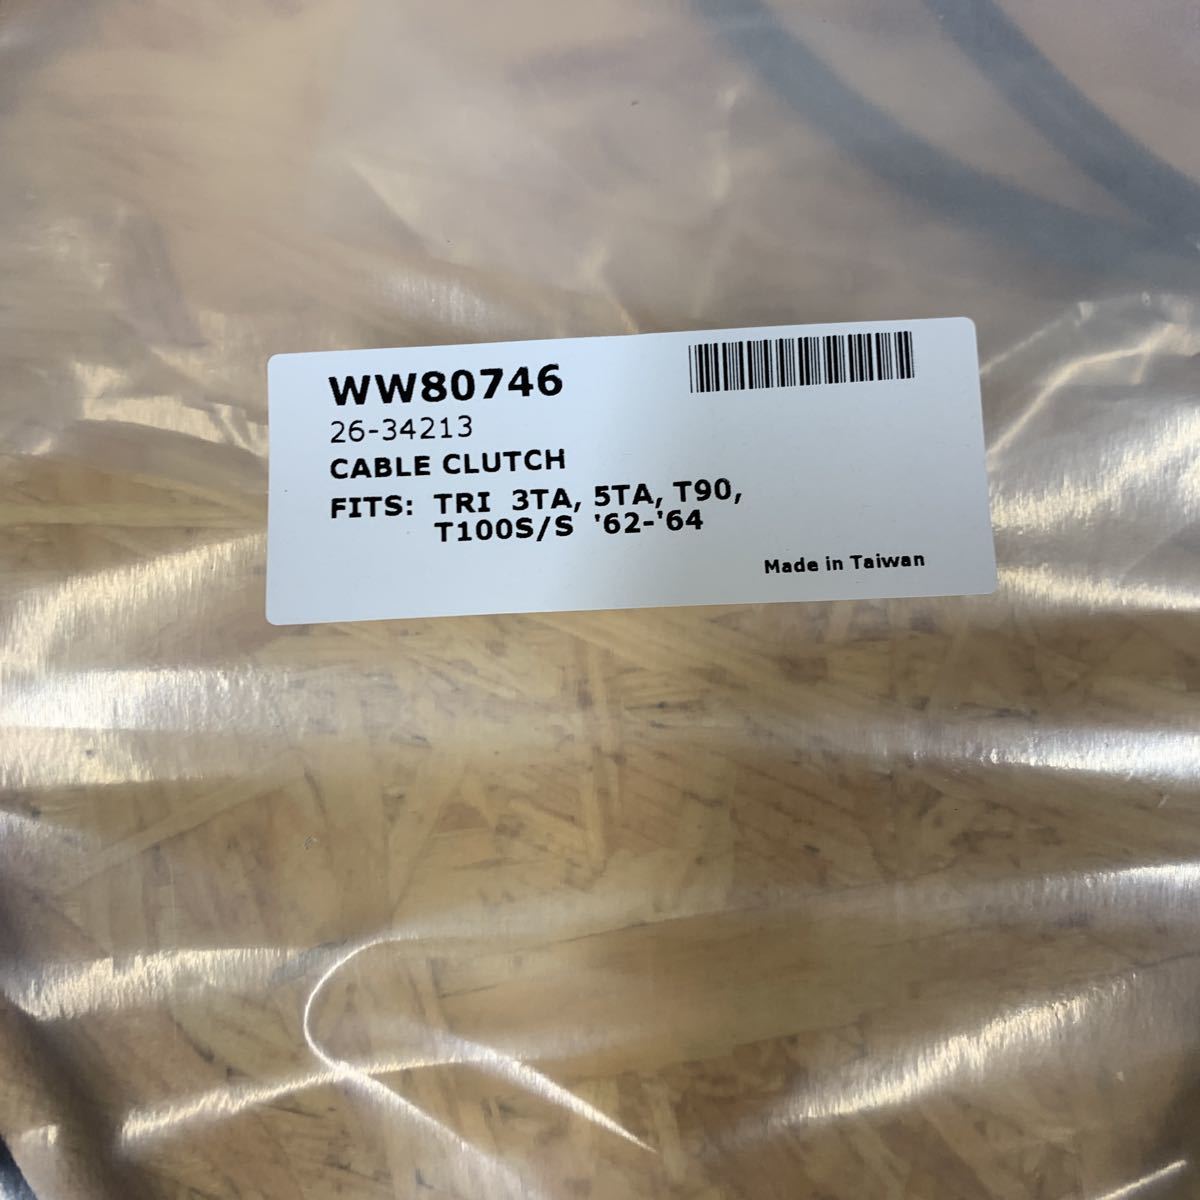 WW80746
26-34213
CABLE CLUTCH
FITS: TRI 3TA, 5TA, T90,
T100S/S '62-'64
Made in Taiwan